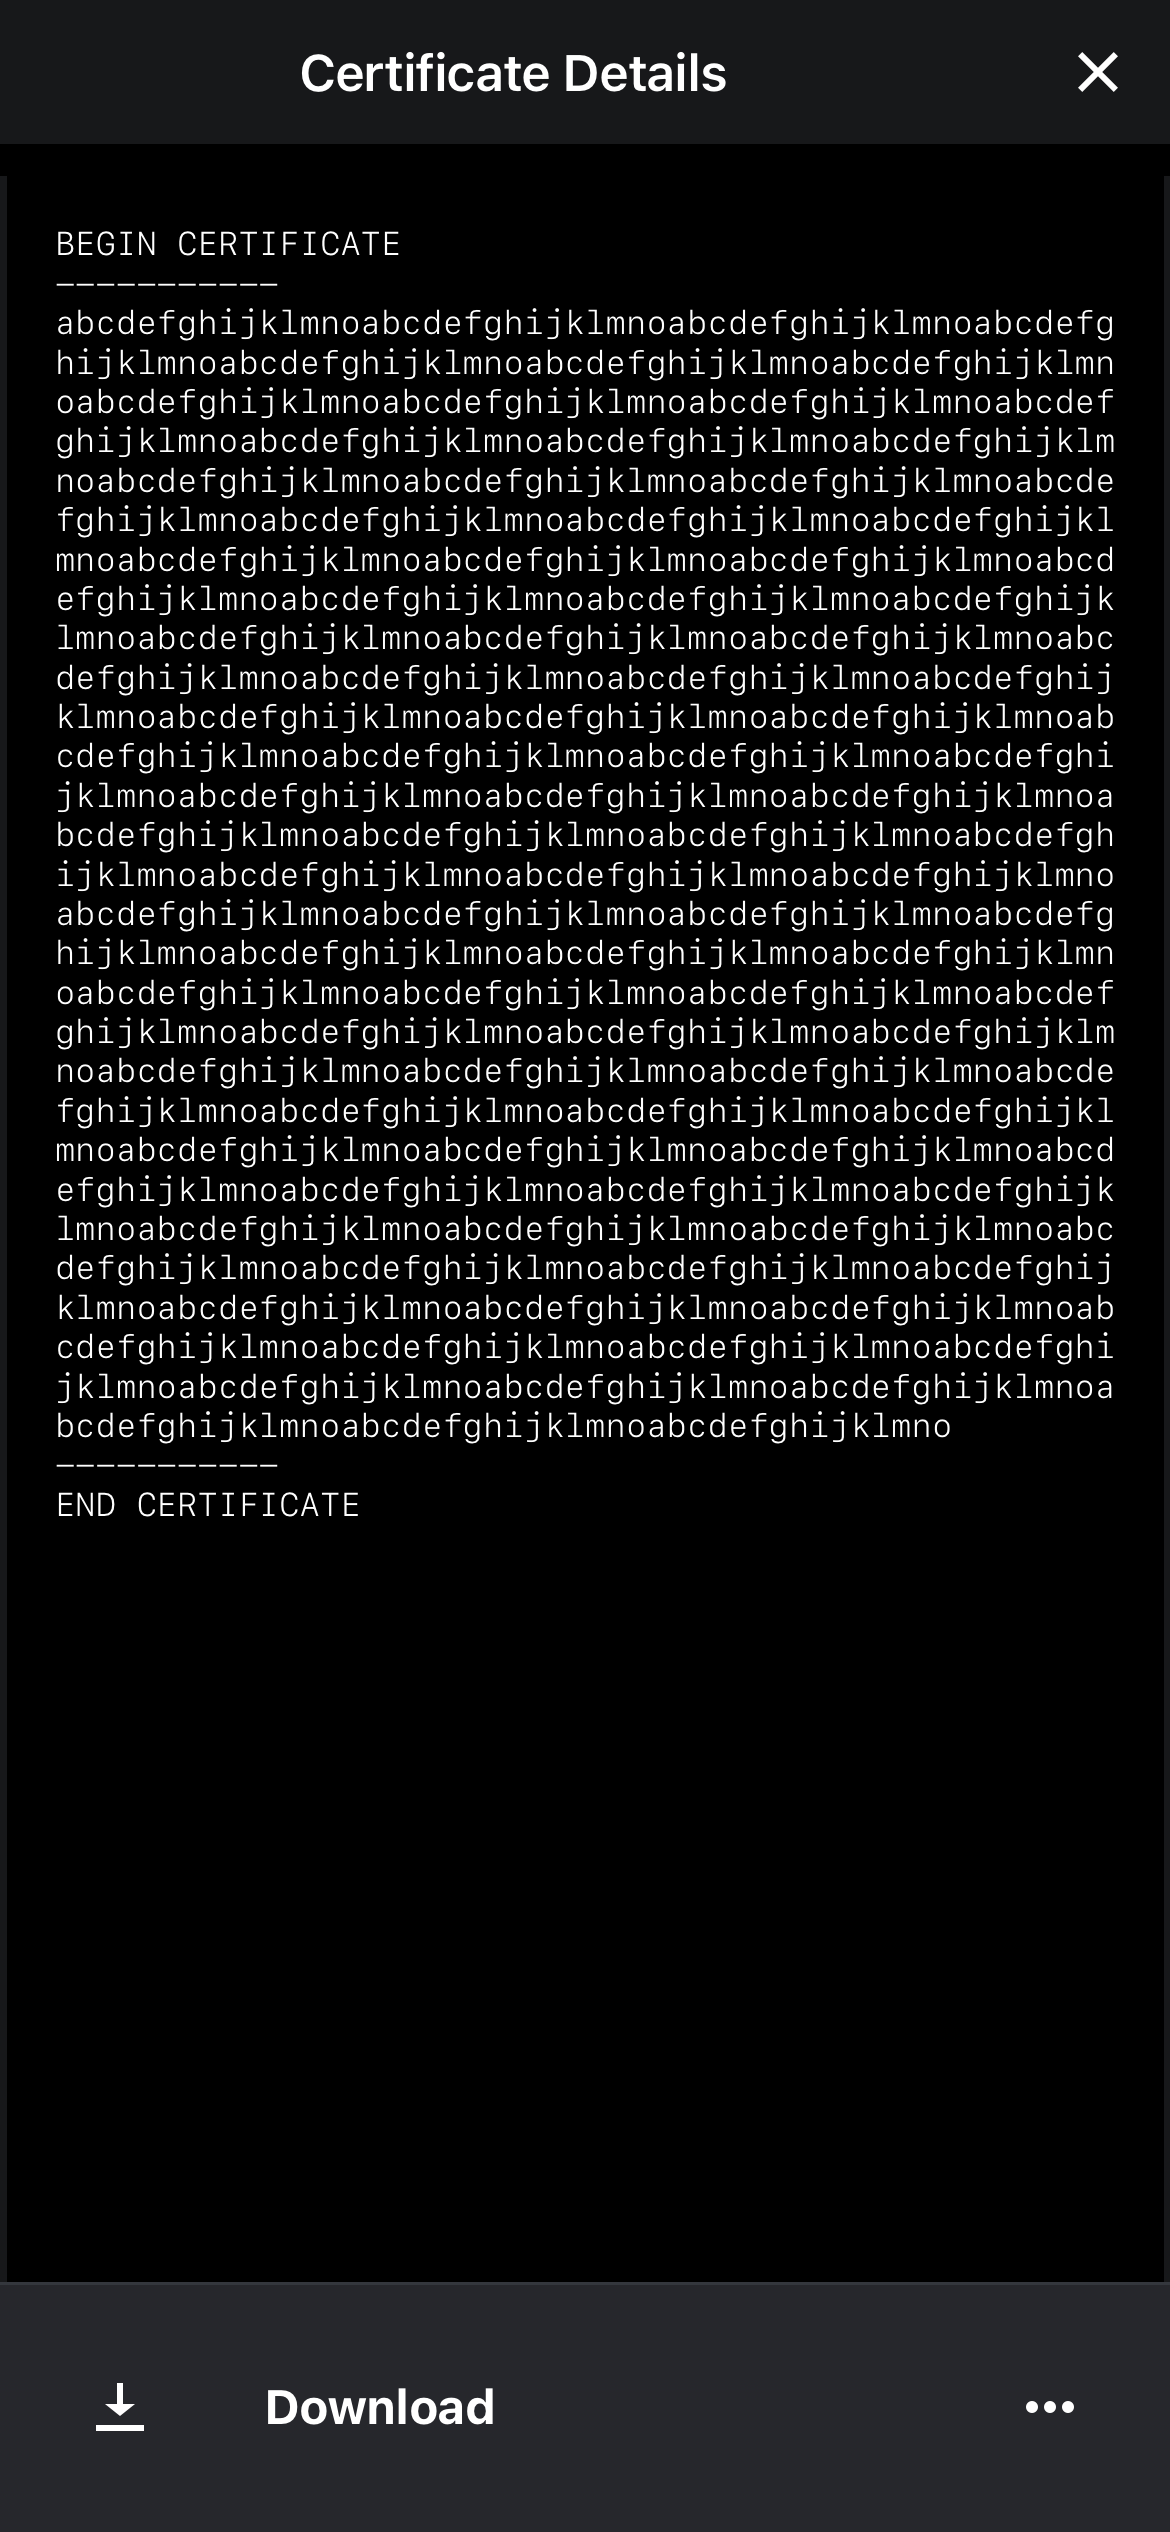 Certificate Details
BEGIN CERTIFICATE
-----------
abcdefghijklmnoabcdefghijklmnoabcdefghijklmnoabcdefg
hijklmnoabcdefghijklmnoabcdefghijklmnoabcdefghijklmn
oabcdefghijklmnoabcdefghijklmnoabcdefghijklmnoabcdef
ghijklmnoabcdefghijklmnoabcdefghijklmnoabcdefghijklm
noabcdefghijklmnoabcdefghijklmnoabcdefghijklmnoabcde
fghijklmnoabcdefghijklmnoabcdefghijklmnoabcdefghijkl
mnoabcdefghijklmnoabcdefghijklmnoabcdefghijklmnoabcd
efghijklmnoabcdefghijklmnoabcdefghijklmnoabcdefghijk
lmnoabcdefghijklmnoabcdefghijklmnoabcdefghijklmnoabc
defghijklmnoabcdefghijklmnoabcdefghijklmnoabcdefghij
klmnoabcdefghijklmnoabcdefghijklmnoabcdefghijklmnoab
cdefghijklmnoabcdefghijklmnoabcdefghijklmnoabcdefghi
jklmnoabcdefghijklmnoabcdefghijklmnoabcdefghijklmnoa
bcdefghijklmnoabcdefghijklmnoabcdefghijklmnoabcdefgh
ijklmnoabcdefghijklmnoabcdefghijklmnoabcdefghijklmno
abcdefghijklmnoabcdefghijklmnoabcdefghijklmnoabcdefg
hijklmnoabcdefghijklmnoabcdefghijklmnoabcdefghijklmn
oabcdefghijklmnoabcdefghijklmnoabcdefghijklmnoabcdef
ghijklmnoabcdefghijklmnoabcdefghijklmnoabcdefghijklm
noabcdefghijklmnoabcdefghijklmnoabcdefghijklmnoabcde
fghijklmnoabcdefghijklmnoabcdefghijklmnoabcdefghijkl
mnoabcdefghijklmnoabcdefghijklmnoabcdefghijklmnoabcd
efghijklmnoabcdefghijklmnoabcdefghijklmnoabcdefghijk
lmnoabcdefghijklmnoabcdefghijklmnoabcdefghijklmnoabc
defghijklmnoabcdefghijklmnoabcdefghijklmnoabcdefghij
klmnoabcdefghijklmnoabcdefghijklmnoabcdefghijklmnoab
cdefghijklmnoabcdefghijklmnoabcdefghijklmnoabcdefghi
jklmnoabcdefghijklmnoabcdefghijklmnoabcdefghijklmnoa
bcdefghijklmnoabcdefghijklmnoabcdefghijklmno
-----------
END CERTIFICATE
Download